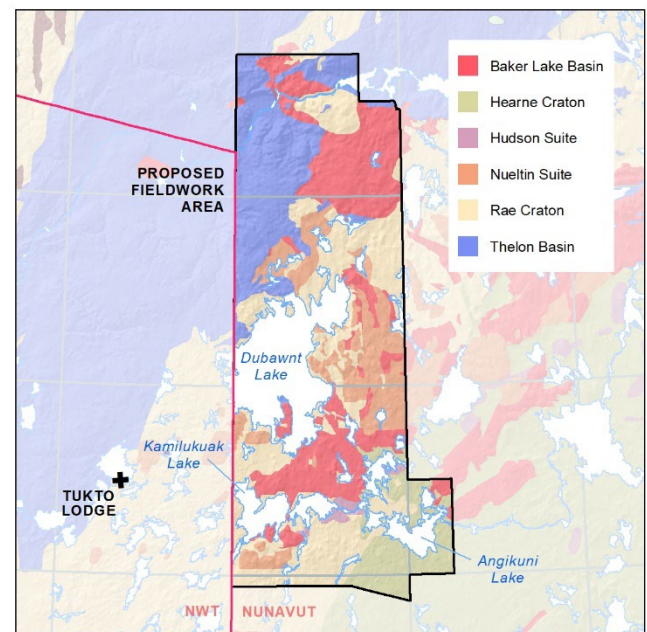 Baker Lake Basin
Hearne Craton
Hudson Suite
Nueltin Suite
Rae Craton
Thelon Basin
PROPOSED
FIELDWORK
AREA
Dubawnt
Lake
Kamilukuak
Lake
TUKTO
LODGE
Angikuni
Lake
NWT
NUNAVUT